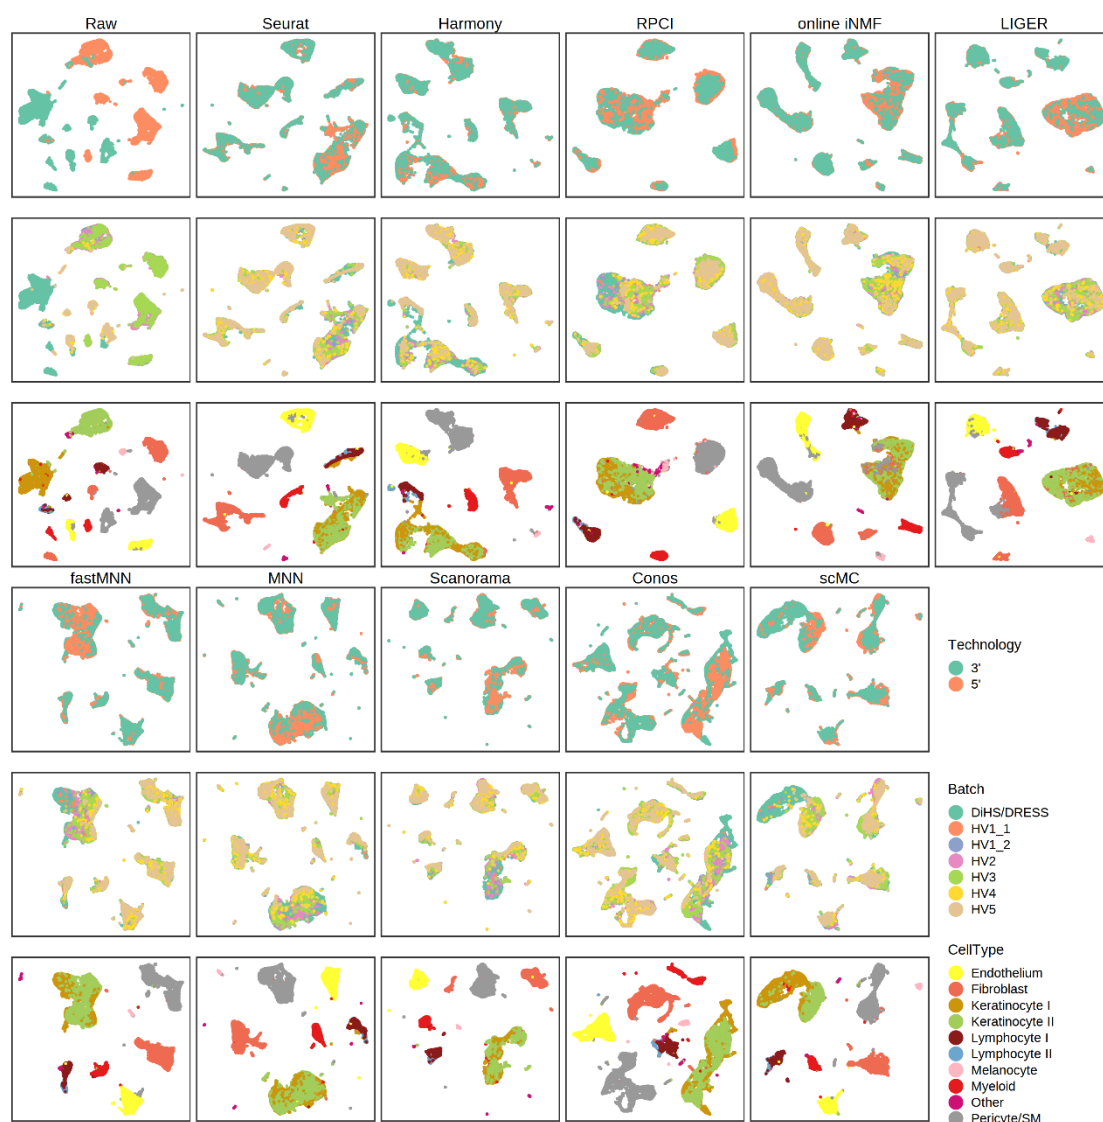 Raw Seurat Harmony RPCI online iNMF LIGER
fastMNN MNN Scanorama Conos scMC
Technology
3'
5'
Batch
DiHS/DRESS
HV1_1
HV1_2
HV2
HV3
HV4
HV5
CellType
Endothelium
Fibroblast
Keratinocyte I
Keratinocyte II
Lymphocyte I
Lymphocyte II
Melanocyte
Myeloid
Other
Pericyte/SM